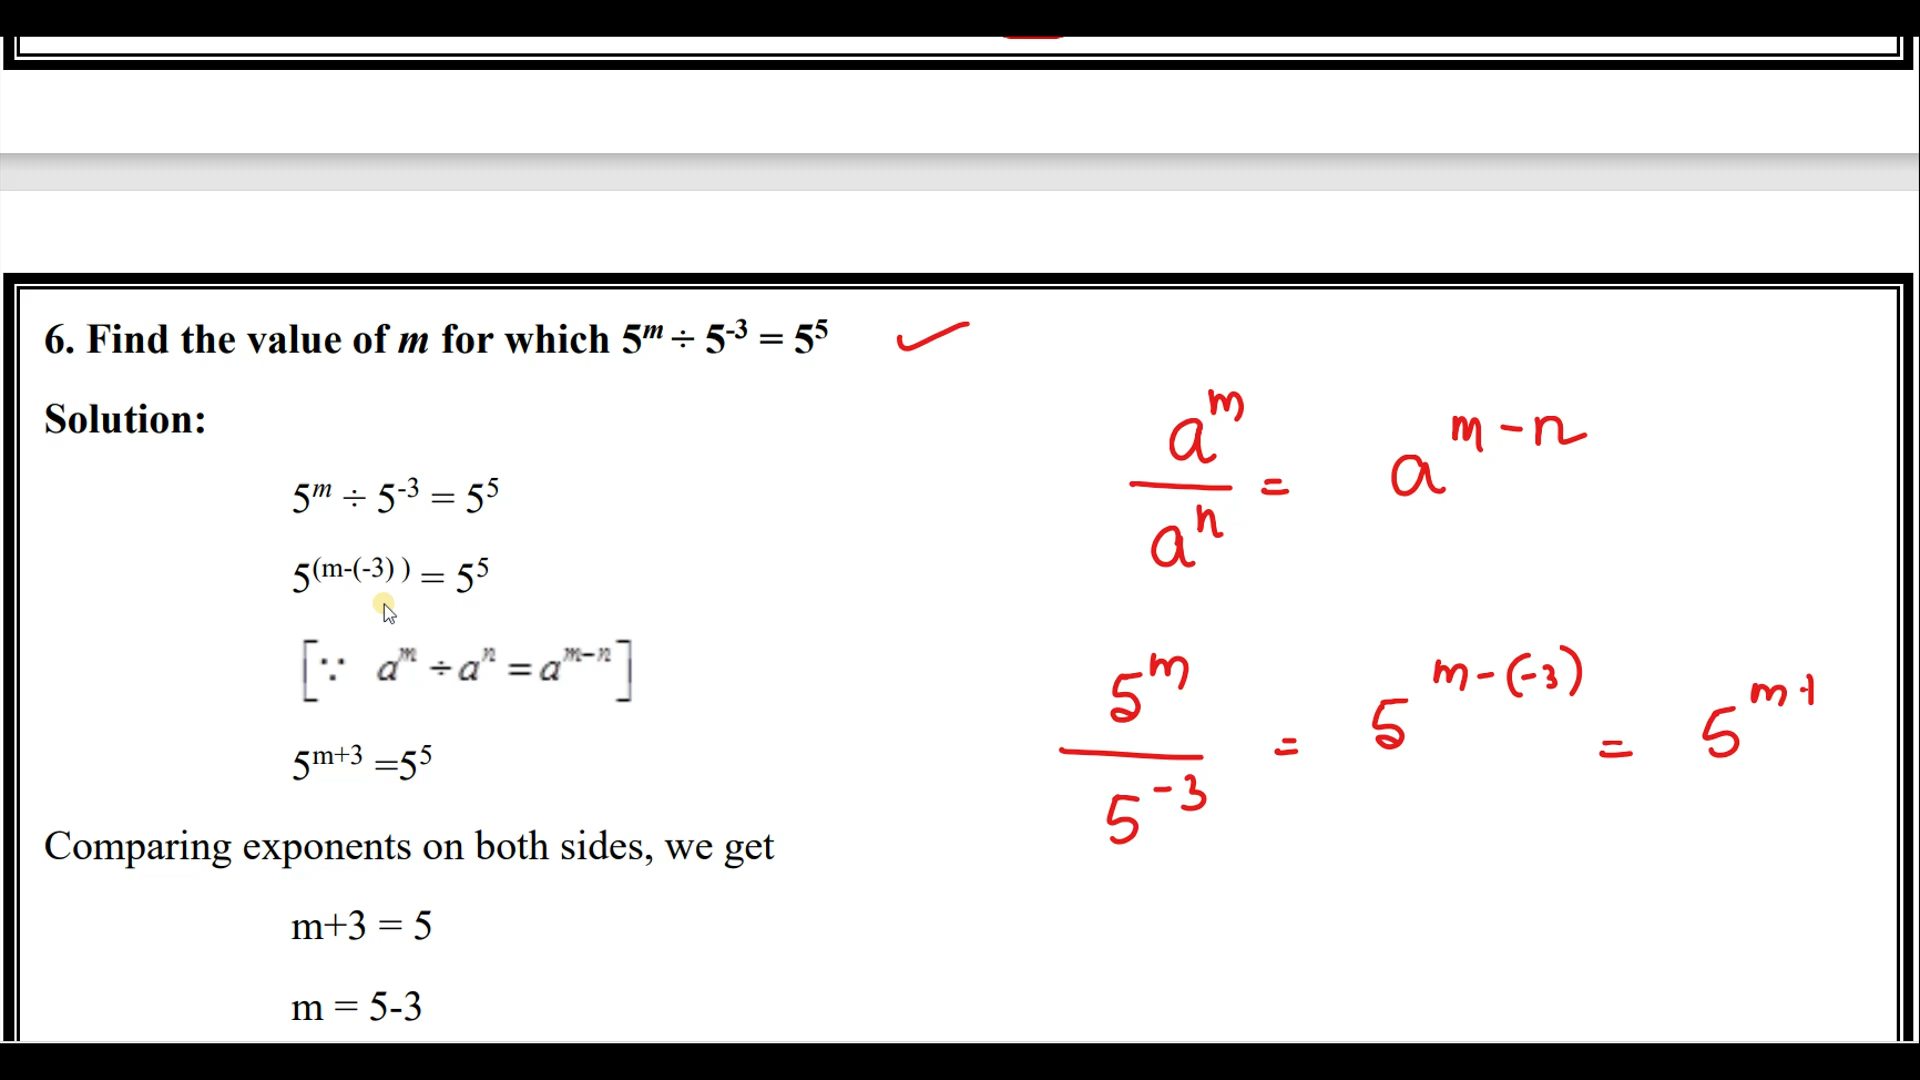 6. Find the value of m for which 5^m ÷ 5^-3 = 5^5
Solution:
5^m ÷ 5^-3 = 5^5
5^(m-(-3) ) = 5^5
[∵ a^m ÷ a^n = a^m-n]
5^m+3 =5^5
Comparing exponents on both sides, we get
m+3 = 5
m = 5-3
a^m / a^n = a^m-n
5^m / 5^-3 = 5^m-(-3) = 5^m+